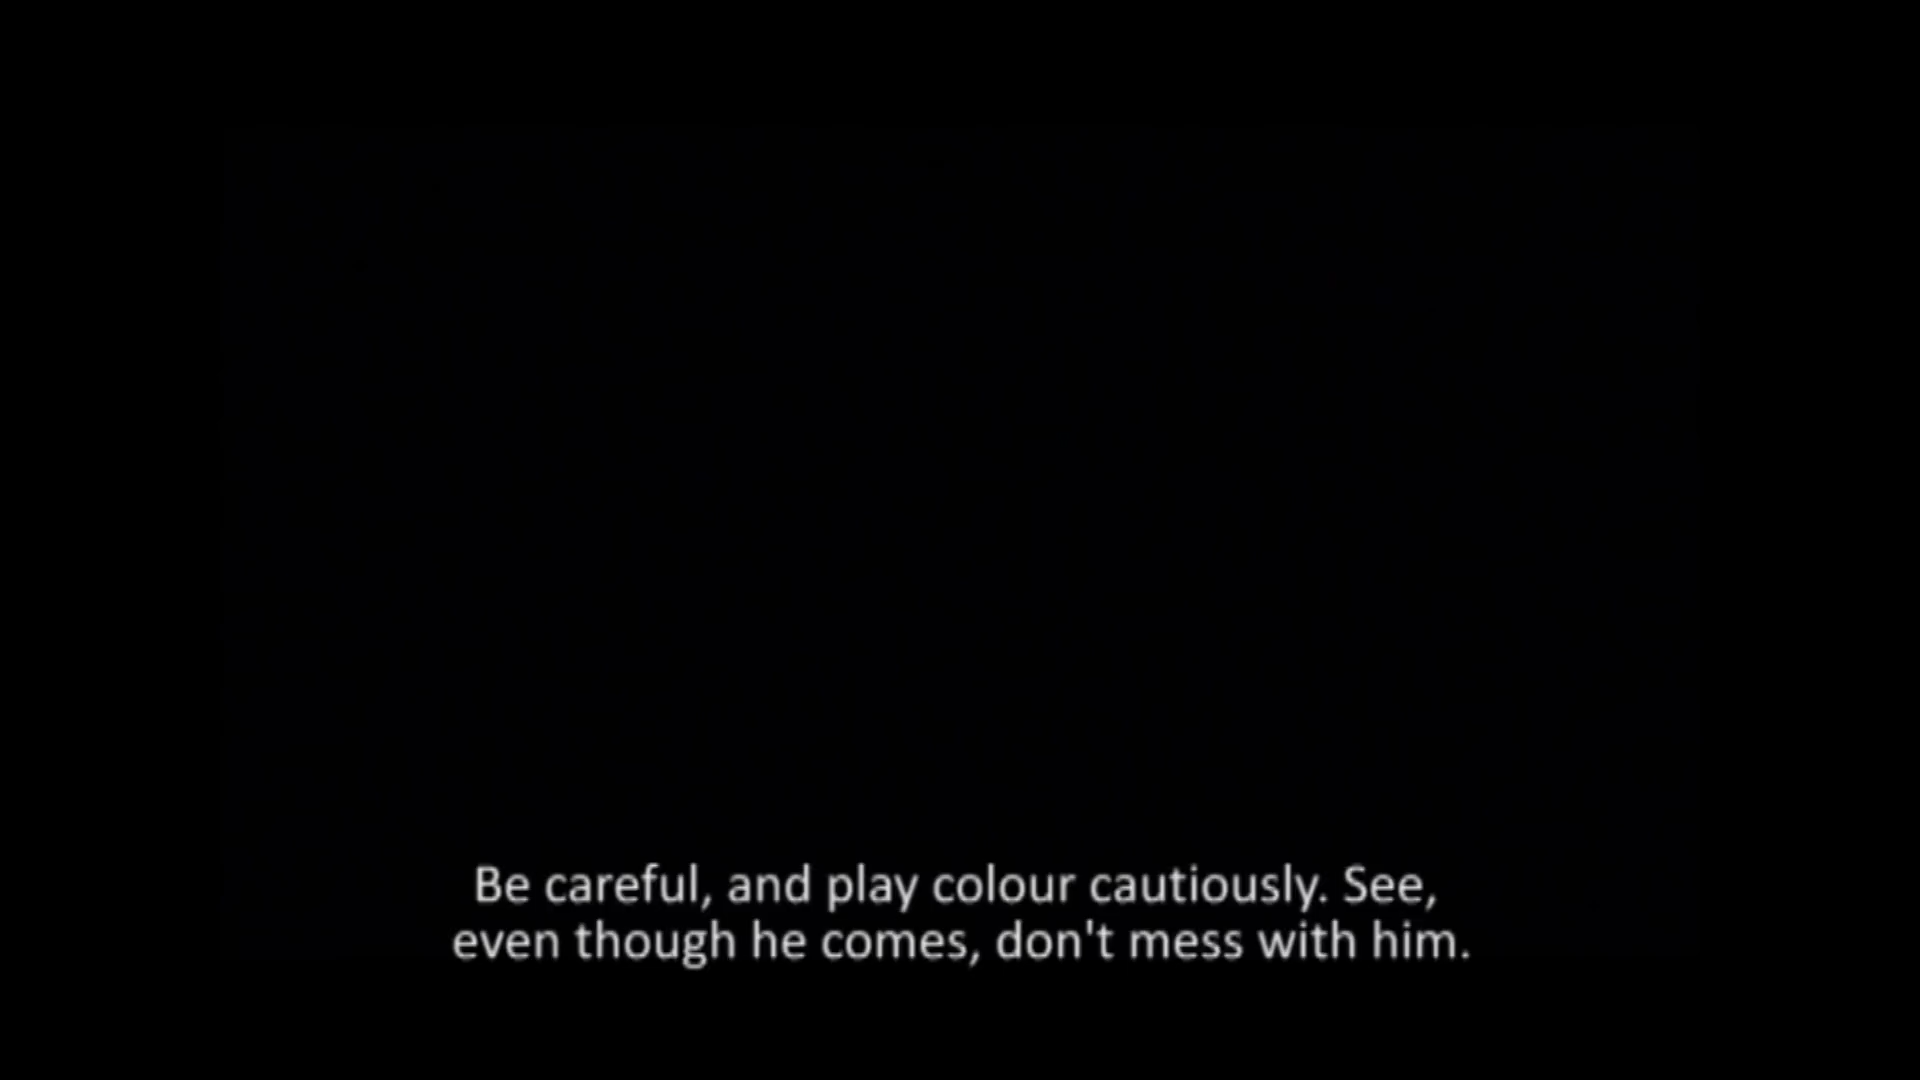 Be careful, and play colour cautiously. See,
even though he comes, don't mess with him.